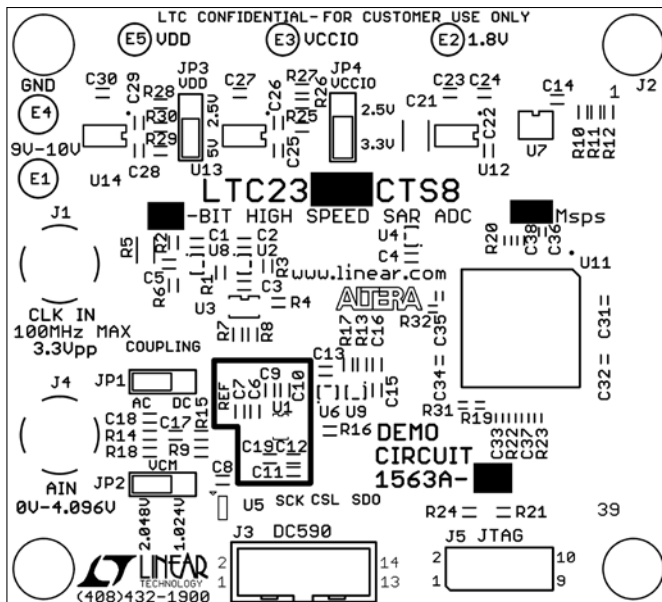 LTC CONFIDENTIAL-FOR CUSTOMER USE ONLY
E5 VDD
E3 VCCIO
E2 1.8V
GND
C30
C29
R28
JP3
VDD
C27
C26
R27
R26
JP4
VCCIO
C23
C24
C14
1
J2
E4
R30
2.5V
R25
2.5V
C21
C22
R29
5V
3.3V
9V-10V
C28
C25
U7
R10
R11
R12
E1
U14
U13
U12
LTC23 CTS8
-BIT HIGH SPEED SAR ADC
Msps
J1
R5
R2
C1
C2
U4
R20
C38
C36
C5
U8
U2
R3
C4
U11
R6
R1
C3
www.linear.com
U3
R4
ALTERA
R32
C35
C31
CLK IN
100MHz MAX
3.3Vpp
R7
R8
R17
R13
C16
COUPLING
C13
C34
C32
J4
JP1
REF
C7
C6
C9
C10
C15
AC DC
R15
U1
U6
U9
R31
R19
C18
C17
R14
R16
C33
R22
C37
R23
R18
R9
C19
C12
DEMO
CIRCUIT
1563A-
VCM
C11
JP2
C8
AIN
0V-4.096V
U5
SCK CSL SDO
R24
R21
39
2.048V
1.024V
J3
DC590
J5 JTAG
2
14
2
10
1
13
1
9
LINEAR
TECHNOLOGY
(408)432-1900